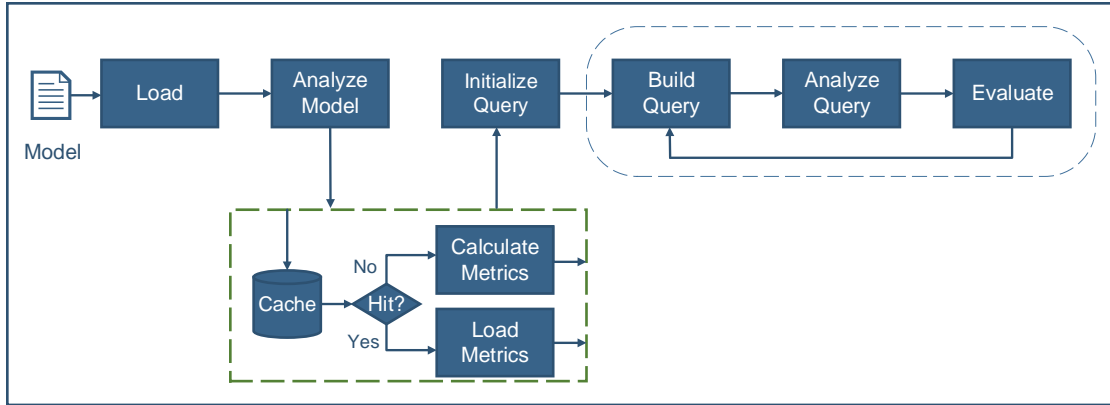 Load
Analyze
Model
Initialize
Query
Build
Query
Analyze
Query
Evaluate
Model
Cache
Hit?
No
Yes
Calculate
Metrics
Load
Metrics